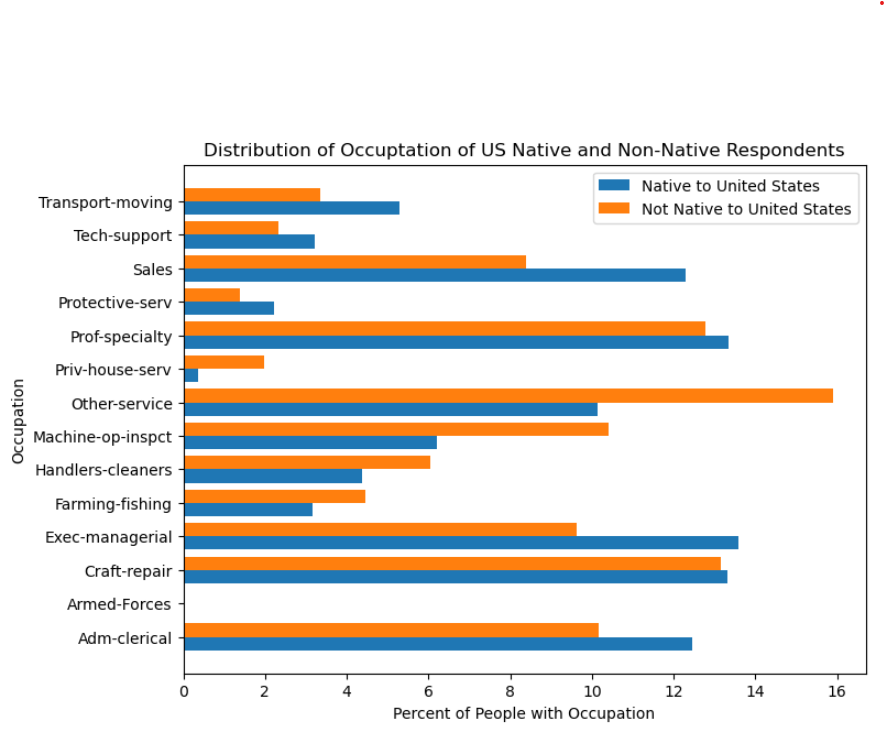 Distribution of Occuptation of US Native and Non-Native Respondents
Native to United States
Not Native to United States
Transport-moving
Tech-support
Sales
Protective-serv
Prof-specialty
Priv-house-serv
Other-service
Machine-op-inspct
Handlers-cleaners
Farming-fishing
Exec-managerial
Craft-repair
Armed-Forces
Adm-clerical
Occupation
0 2 4 6 8 10 12 14 16
Percent of People with Occupation